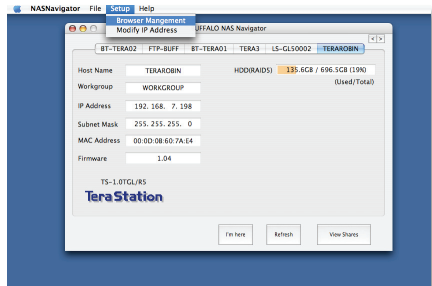 NASNavigator File Setup Help
Browser Mangement
Modify IP Address
UFFALO NAS Navigator
BT-TERA02 FTP-BUFF BT-TERA01 TERA3 LS-GL50002 TERAROBIN
Host Name TERAROBIN HDD(RAID5) 135.6GB / 696.5GB (19%)
Workgroup WORKGROUP (Used/Total)
IP Address 192. 168. 7. 198
Subnet Mask 255. 255. 255. 0
MAC Address 00:0D:0B:60:7A:E4
Firmware 1.04
TS-1.0TGL/R5
TeraStation
I'm here Refresh View Shares